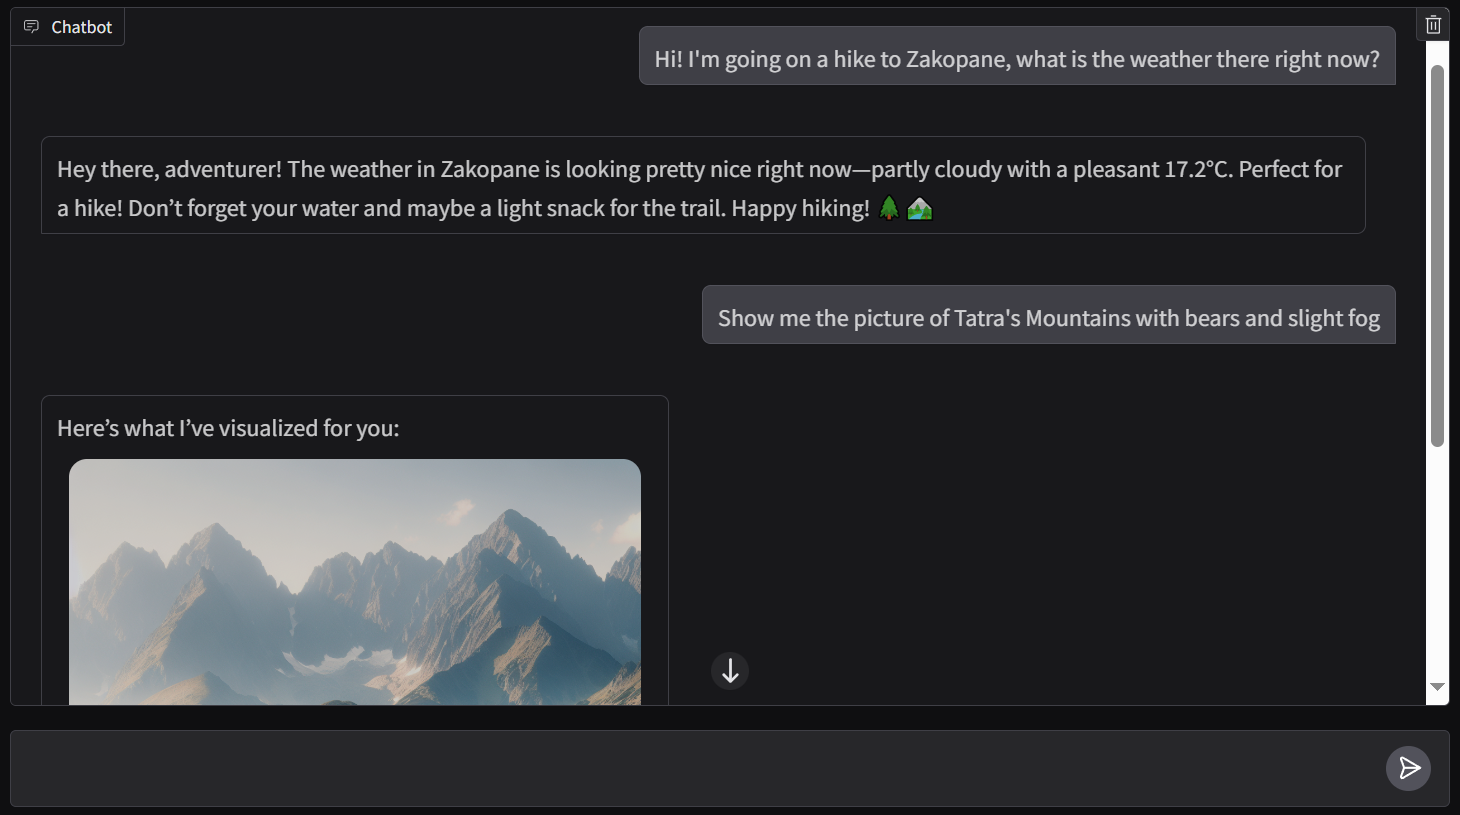 Chatbot
Hi! I'm going on a hike to Zakopane, what is the weather there right now?
Hey there, adventurer! The weather in Zakopane is looking pretty nice right now—partly cloudy with a pleasant 17.2°C. Perfect for
a hike! Don’t forget your water and maybe a light snack for the trail. Happy hiking! 🌲 🏞️
Show me the picture of Tatra's Mountains with bears and slight fog
Here’s what I’ve visualized for you: